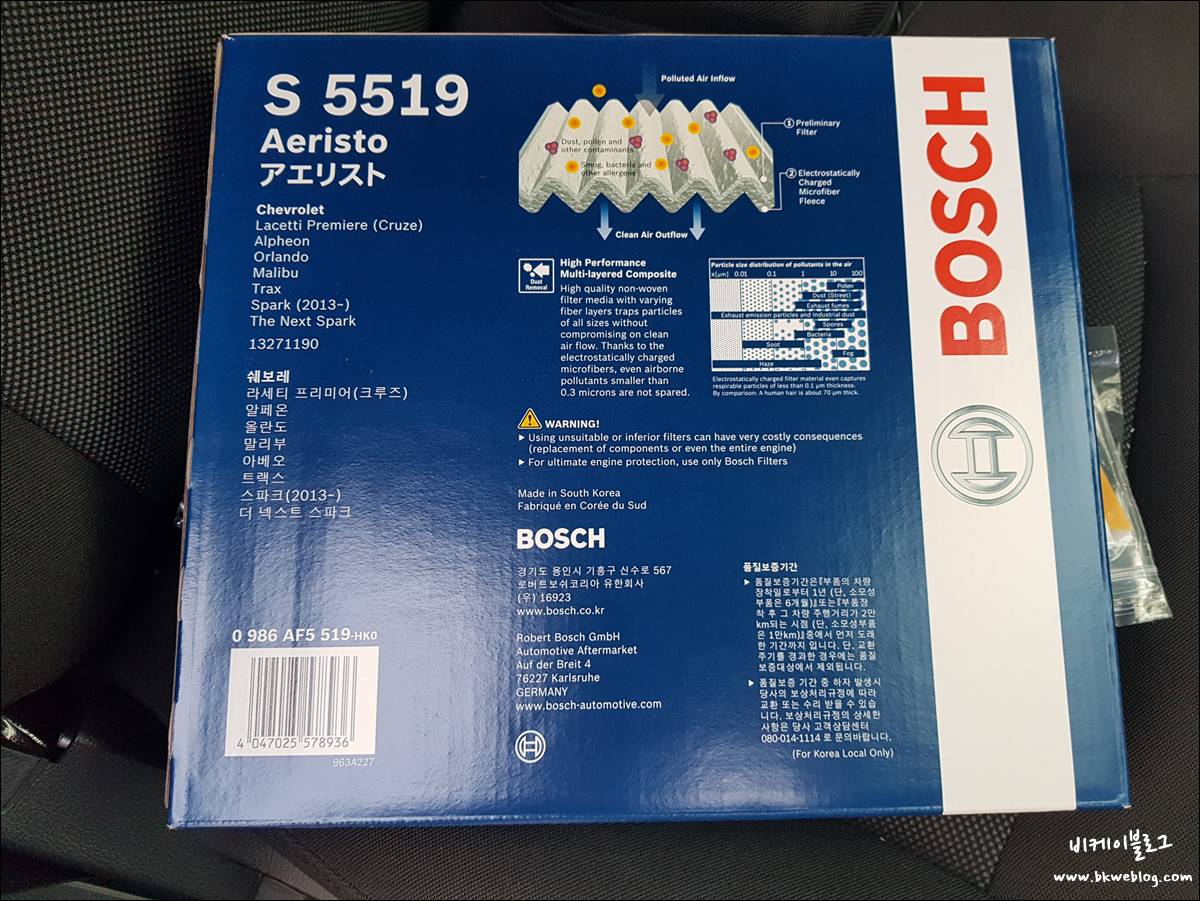 S 5519
Aeristo
アエリスト
Chevrolet
Lacetti Premiere (Cruze)
Alpheon
Orlando
Malibu
Trax
Spark (2013~)
The Next Spark
13271190
쉐보레
라세티 프리미어(크루즈)
알페온
올란도
말리부
아베오
트랙스
스파크(2013~)
더 넥스트 스파크
0 986 AF5 519-HK0
4 047025 578936
963A227
Polluted Air Inflow
Dust, pollen and
other contaminants
Smog, bacteria and
other allergens
① Preliminary
Filter
② Electrostatically
Charged
Microfiber
Fleece
Clean Air Outflow
Dust
Removal
High Performance
Multi-layered Composite
High quality non-woven
filter media with varying
fiber layers traps particles
of all sizes without
compromising on clean
air flow. Thanks to the
electrostatically charged
microfibers, even airborne
pollutants smaller than
0.3 microns are not spared.
Particle size distribution of pollutants in the air
x[µm] 0.01 0.1 1 10 100
Pollen
Dust (Street)
Exhaust fumes
Exhaust emission particles and Industrial dust
Spores
Bacteria
Soot
Fog
Haze
Electrostatically charged filter material even captures
respirable particles of less than 0.1 µm thickness.
By comparison: A human hair is about 70 µm thick.
WARNING!
▶ Using unsuitable or inferior filters can have very costly consequences
(replacement of components or even the entire engine)
▶ For ultimate engine protection, use only Bosch Filters
Made in South Korea
Fabriqué en Corée du Sud
BOSCH
경기도 용인시 기흥구 신수로 567
로버트보쉬코리아 유한회사
(우) 16923
www.bosch.co.kr
Robert Bosch GmbH
Automotive Aftermarket
Auf der Breit 4
76227 Karlsruhe
GERMANY
www.bosch-automotive.com
품질보증기간
▶ 품질보증기간은『부품의 차량
장착일로부터 1년 (단, 소모성
부품은 6개월)』또는『부품장
착 후 그 차량 주행거리가 2만
km되는 시점 (단, 소모성부품
은 1만km)』중에서 먼저 도래
한 기간까지 입니다. 단, 교환
주기를 경과한 경우에는 품질
보증대상에서 제외됩니다.
▶ 품질보증 기간 중 하자 발생시
당사의 보상처리규정에 따라
교환 또는 수리 받을 수 있습
니다. 보상처리규정의 상세한
사항은 당사 고객상담센터
080-014-1114 로 문의바랍니다.
(For Korea Local Only)
BOSCH
비케이블로그
www.bkweblog.com